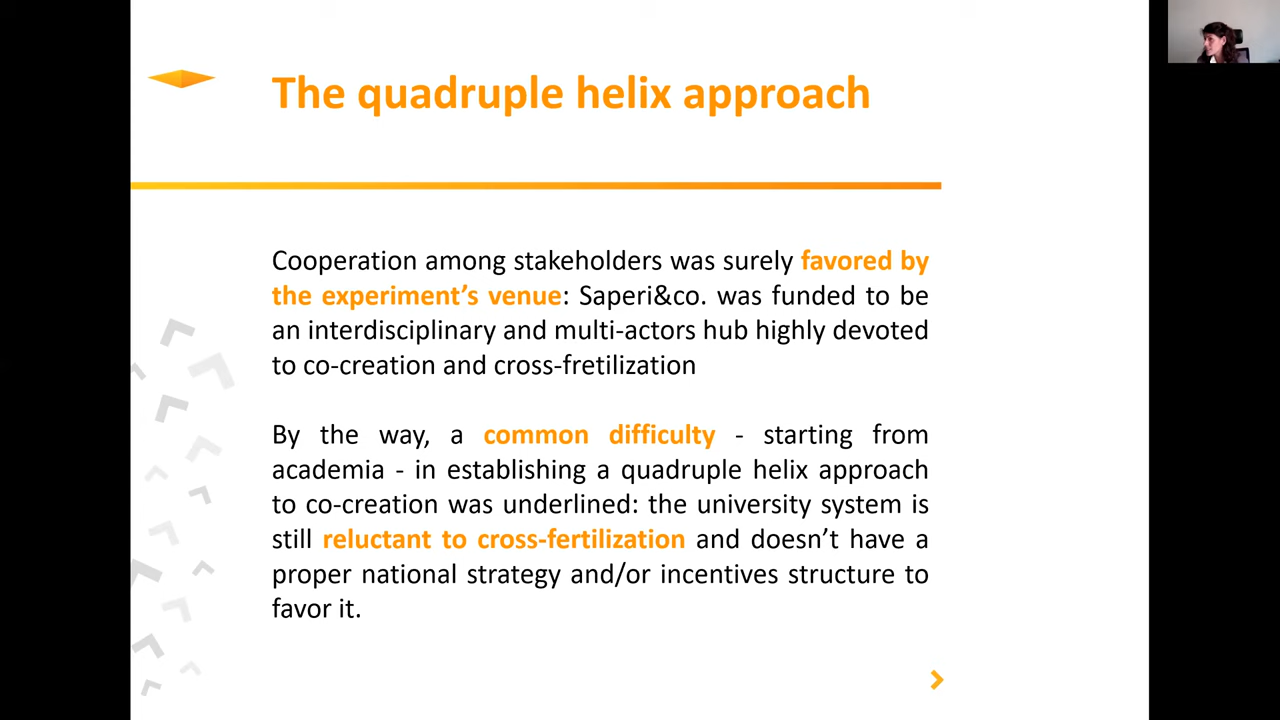 The quadruple helix approach
Cooperation among stakeholders was surely favored by
the experiment’s venue: Saperi&co. was funded to be
an interdisciplinary and multi-actors hub highly devoted
to co-creation and cross-fretilization
By the way, a common difficulty - starting from
academia - in establishing a quadruple helix approach
to co-creation was underlined: the university system is
still reluctant to cross-fertilization and doesn’t have a
proper national strategy and/or incentives structure to
favor it.